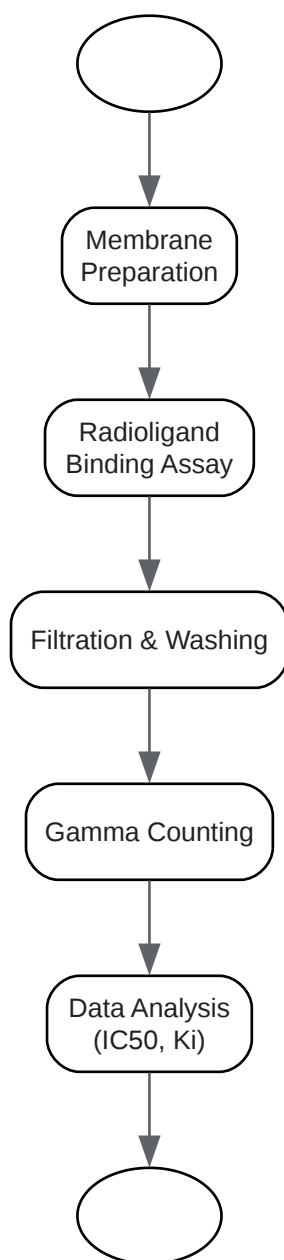 Membrane
Preparation
Radioligand
Binding Assay
Filtration & Washing
Gamma Counting
Data Analysis
(IC50, Ki)